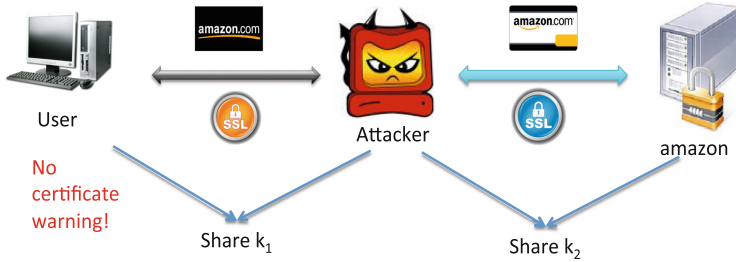 amazon.com
amazon.com
SSL
SSL
User
Attacker
amazon
No
certificate
warning!
Share k₁
Share k₂